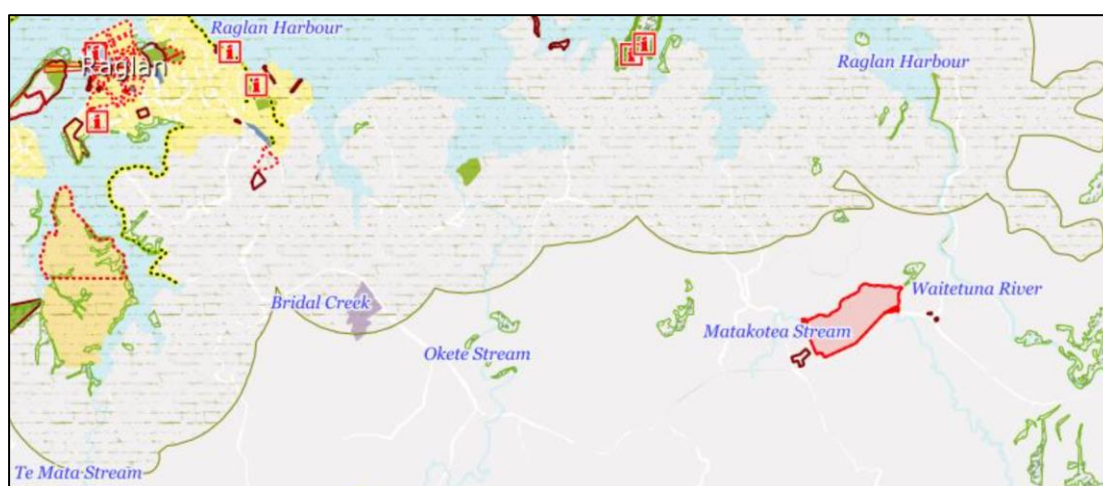 Raglan Harbour
Raglan
Raglan Harbour
Bridal Creek
Waitetuna River
Matakotea Stream
Okete Stream
Te Mata Stream
i
i
i
i
i